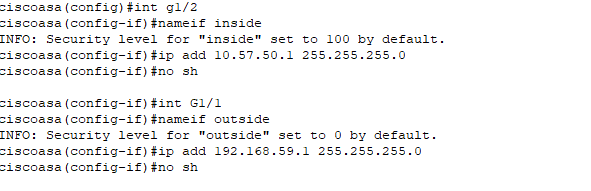 ciscoasa(config)#int g1/2
ciscoasa(config-if)#nameif inside
INFO: Security level for "inside" set to 100 by default.
ciscoasa(config-if)#ip add 10.57.50.1 255.255.255.0
ciscoasa(config-if)#no sh
ciscoasa(config-if)#int G1/1
ciscoasa(config-if)#nameif outside
INFO: Security level for "outside" set to 0 by default.
ciscoasa(config-if)#ip add 192.168.59.1 255.255.255.0
ciscoasa(config-if)#no sh